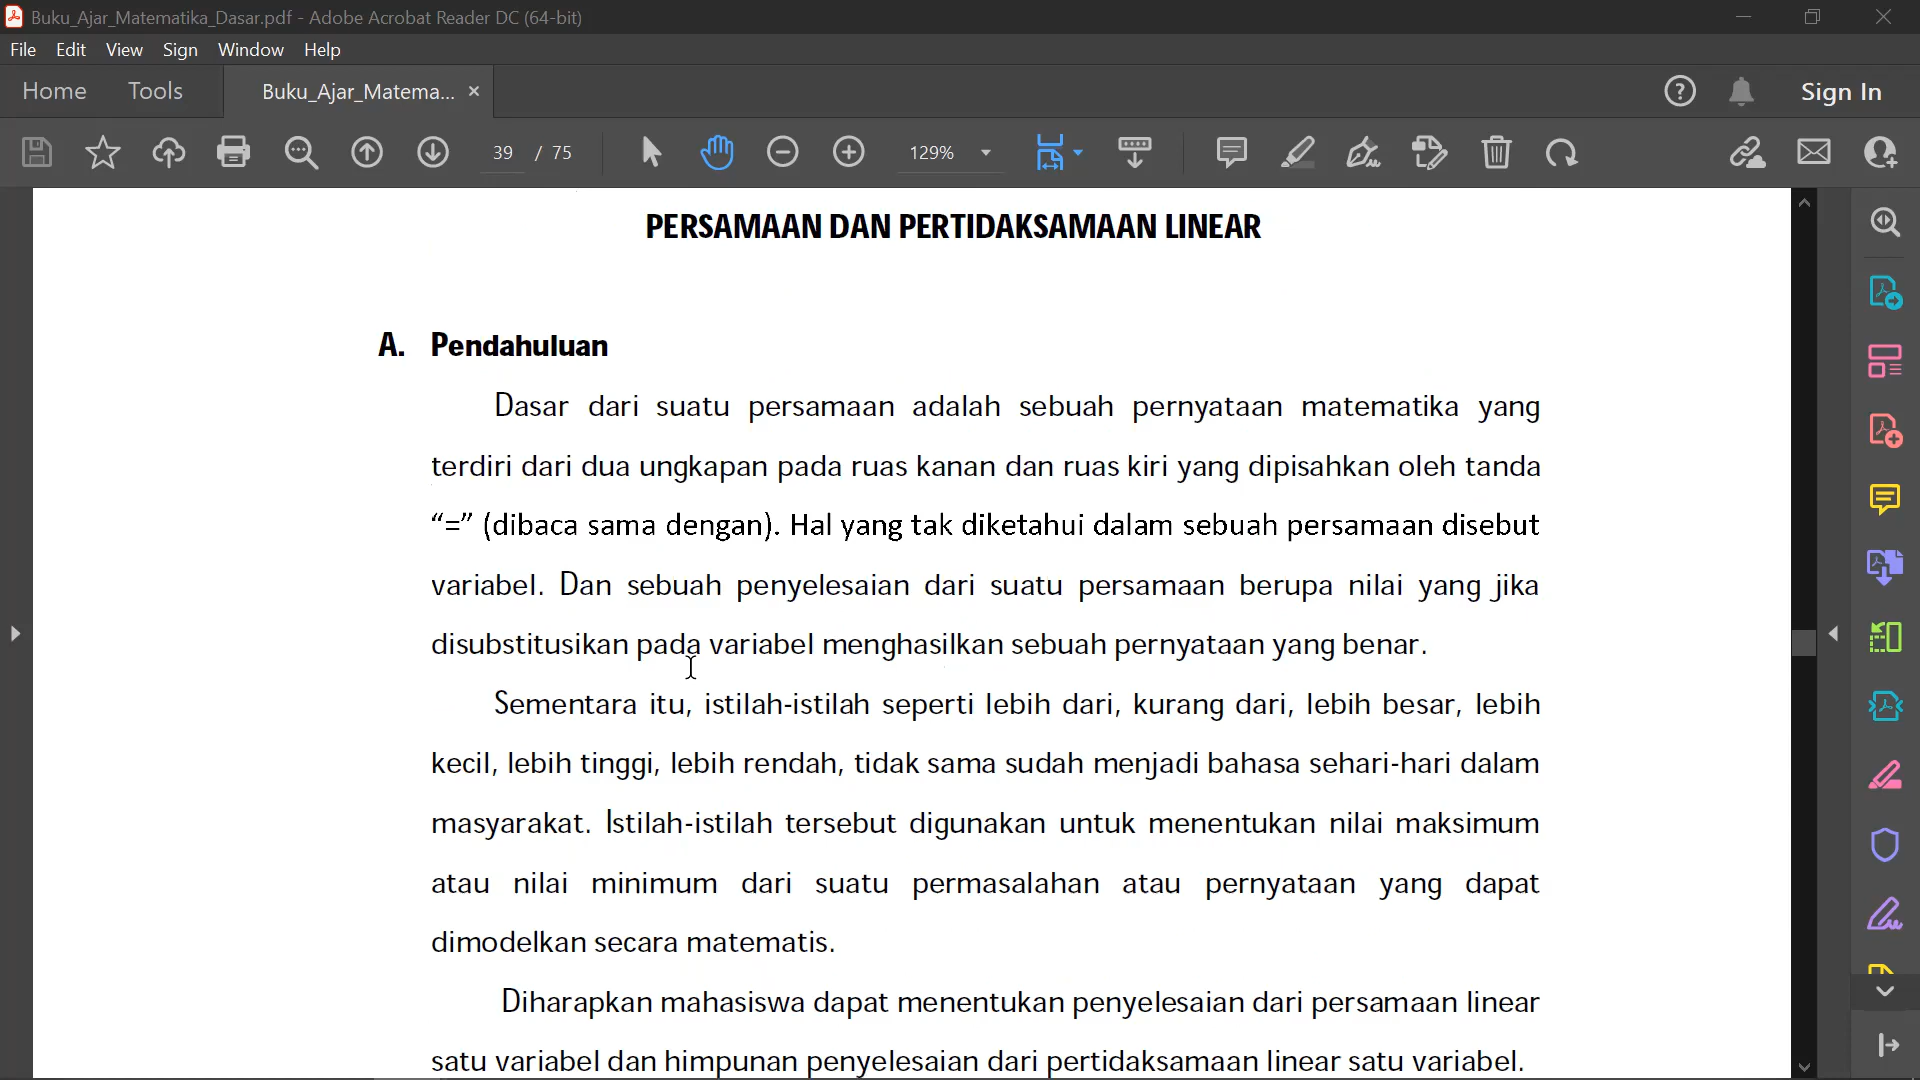 Buku_Ajar_Matematika_Dasar.pdf - Adobe Acrobat Reader DC (64-bit)
File Edit View Sign Window Help
Home Tools Buku_Ajar_Matema... × Sign In
39 / 75 129%
PERSAMAAN DAN PERTIDAKSAMAAN LINEAR
A. Pendahuluan
Dasar dari suatu persamaan adalah sebuah pernyataan matematika yang
terdiri dari dua ungkapan pada ruas kanan dan ruas kiri yang dipisahkan oleh tanda
“=” (dibaca sama dengan). Hal yang tak diketahui dalam sebuah persamaan disebut
variabel. Dan sebuah penyelesaian dari suatu persamaan berupa nilai yang jika
disubstitusikan pada variabel menghasilkan sebuah pernyataan yang benar.
Sementara itu, istilah-istilah seperti lebih dari, kurang dari, lebih besar, lebih
kecil, lebih tinggi, lebih rendah, tidak sama sudah menjadi bahasa sehari-hari dalam
masyarakat. Istilah-istilah tersebut digunakan untuk menentukan nilai maksimum
atau nilai minimum dari suatu permasalahan atau pernyataan yang dapat
dimodelkan secara matematis.
Diharapkan mahasiswa dapat menentukan penyelesaian dari persamaan linear
satu variabel dan himpunan penyelesaian dari pertidaksamaan linear satu variabel.